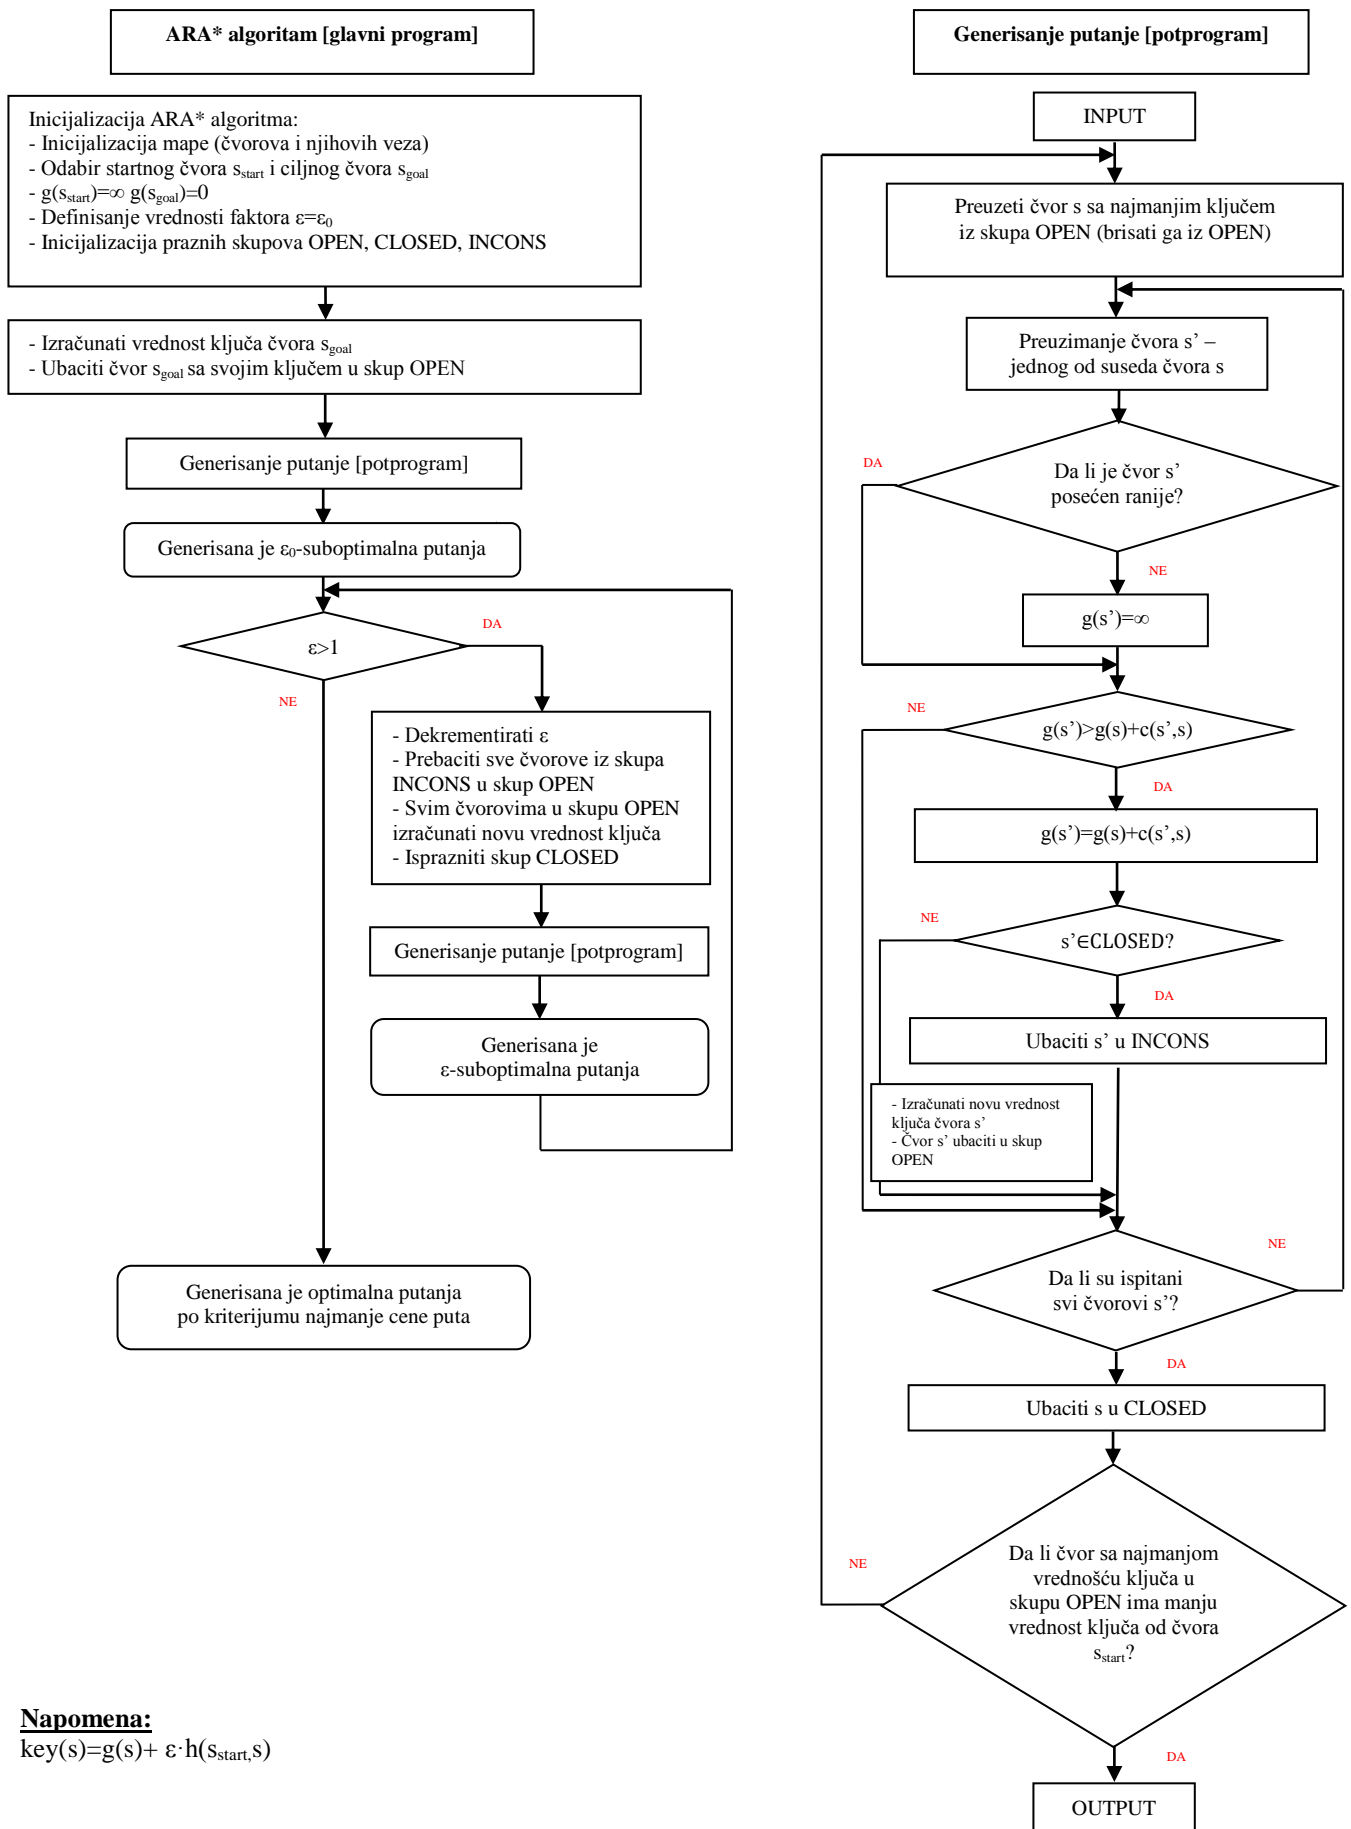 ARA* algoritam [glavni program]
Inicijalizacija ARA* algoritma:
- Inicijalizacija mape (čvorova i njihovih veza)
- Odabir startnog čvora s_start i ciljnog čvora s_goal
- g(s_start)=∞ g(s_goal)=0
- Definisanje vrednosti faktora ε=ε₀
- Inicijalizacija praznih skupova OPEN, CLOSED, INCONS
- Izračunati vrednost ključa čvora s_goal
- Ubaciti čvor s_goal sa svojim ključem u skup OPEN
Generisanje putanje [potprogram]
Generisana je ε₀-suboptimalna putanja
ε>1
DA
NE
- Dekrementirati ε
- Prebaciti sve čvorove iz skupa
INCONS u skup OPEN
- Svim čvorovima u skupu OPEN
izračunati novu vrednost ključa
- Isprazniti skup CLOSED
Generisanje putanje [potprogram]
Generisana je
ε-suboptimalna putanja
Generisana je optimalna putanja
po kriterijumu najmanje cene puta
Napomena:
key(s)=g(s)+ ε·h(s_start,s)
Generisanje putanje [potprogram]
INPUT
Preuzeti čvor s sa najmanjim ključem
iz skupa OPEN (brisati ga iz OPEN)
Preuzimanje čvora s’ –
jednog od suseda čvora s
DA
Da li je čvor s’
posećen ranije?
NE
g(s’)=∞
NE
g(s’)>g(s)+c(s’,s)
DA
g(s’)=g(s)+c(s’,s)
NE
s’∈CLOSED?
DA
Ubaciti s’ u INCONS
- Izračunati novu vrednost
ključa čvora s’
- Čvor s’ ubaciti u skup
OPEN
NE
Da li su ispitani
svi čvorovi s’?
DA
Ubaciti s u CLOSED
NE
Da li čvor sa najmanjom
vrednošću ključa u
skupu OPEN ima manju
vrednost ključa od čvora
s_start?
DA
OUTPUT